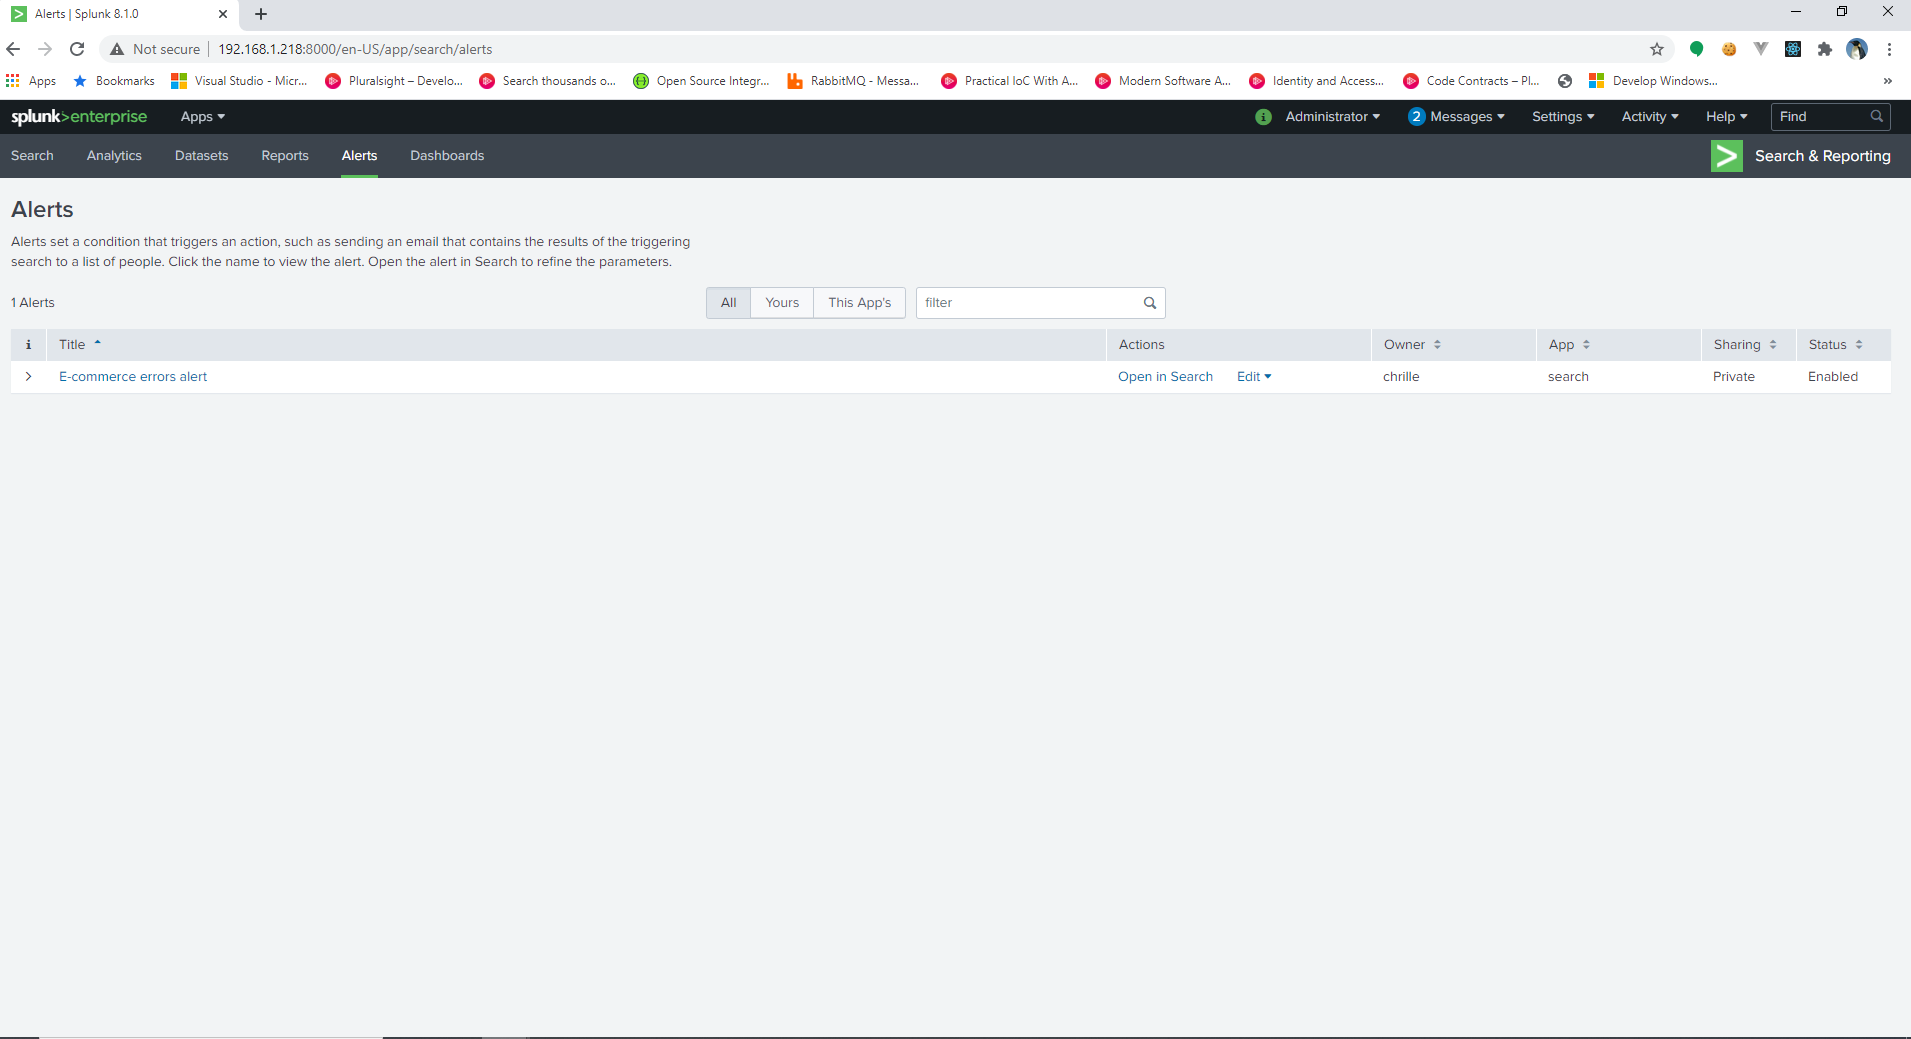 Alerts | Splunk 8.1.0
Not secure 192.168.1.218:8000/en-US/app/search/alerts
Apps Bookmarks Visual Studio - Micr... Pluralsight – Develo... Search thousands o... Open Source Integr... RabbitMQ - Messa... Practical IoC With A... Modern Software A... Identity and Access... Code Contracts – Pl... Develop Windows... »
splunk>enterprise Apps i Administrator 2 Messages Settings Activity Help Find
Search Analytics Datasets Reports Alerts Dashboards > Search & Reporting
Alerts
Alerts set a condition that triggers an action, such as sending an email that contains the results of the triggering
search to a list of people. Click the name to view the alert. Open the alert in Search to refine the parameters.
1 Alerts All Yours This App's filter
i Title Actions Owner App Sharing Status
> E-commerce errors alert Open in Search Edit chrille search Private Enabled